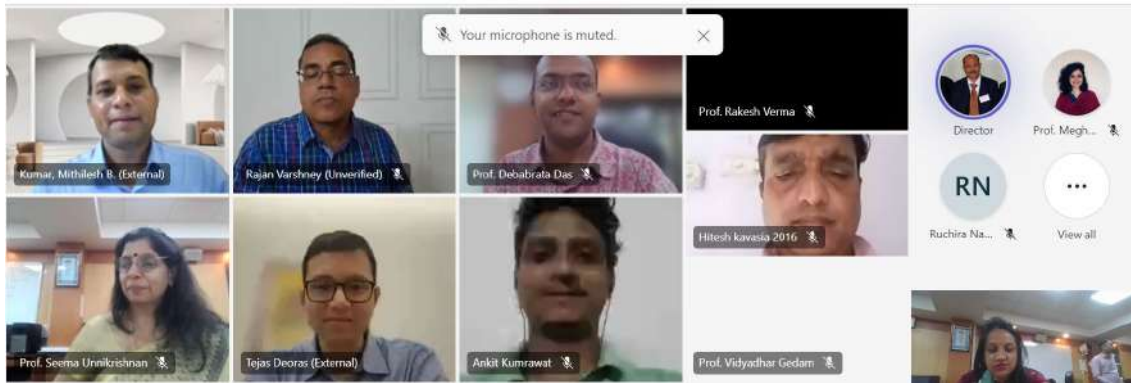 Your microphone is muted.
Kumar, Mithilesh B. (External)
Rajan Varshney (Unverified)
Prof. Debabrata Das
Prof. Rakesh Verma
Director
Prof. Megh...
Hitesh kavasia 2016
RN
Ruchira Na...
View all
Prof. Seema Unnikrishnan
Tejas Deoras (External)
Ankit Kumrawat
Prof. Vidyadhar Gedam